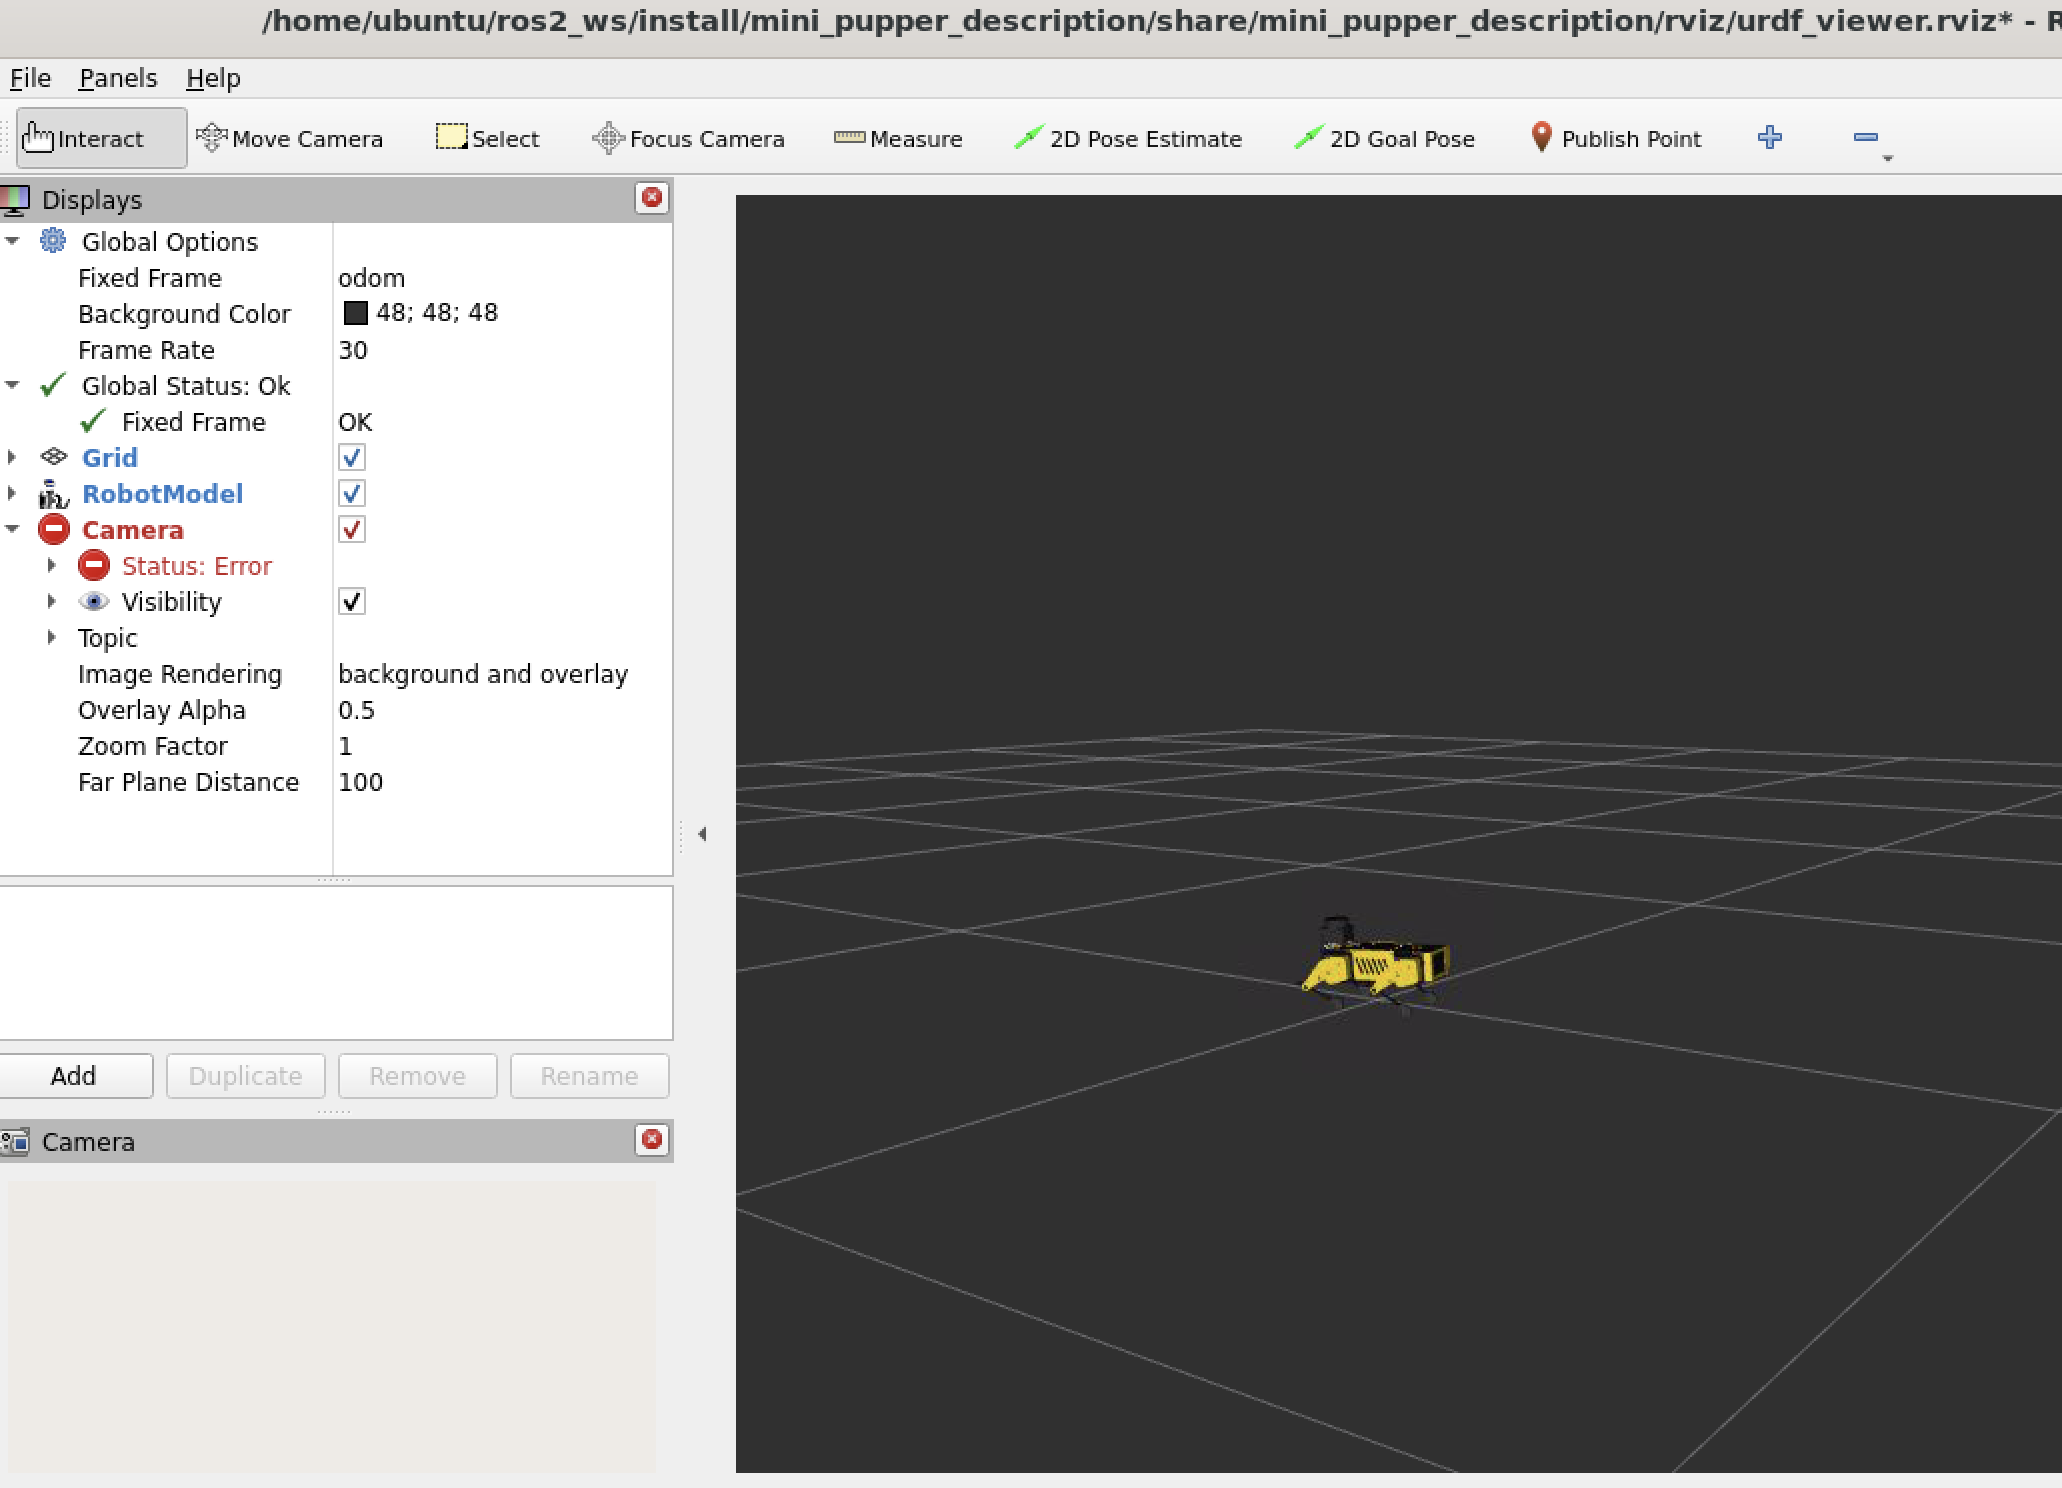 /home/ubuntu/ros2_ws/install/mini_pupper_description/share/mini_pupper_description/rviz/urdf_viewer.rviz* - R
File Panels Help
Interact Move Camera Select Focus Camera Measure 2D Pose Estimate 2D Goal Pose Publish Point
Displays
Global Options
Fixed Frame odom
Background Color 48; 48; 48
Frame Rate 30
Global Status: Ok
Fixed Frame OK
Grid
RobotModel
Camera
Status: Error
Visibility
Topic
Image Rendering background and overlay
Overlay Alpha 0.5
Zoom Factor 1
Far Plane Distance 100
Add Duplicate Remove Rename
Camera